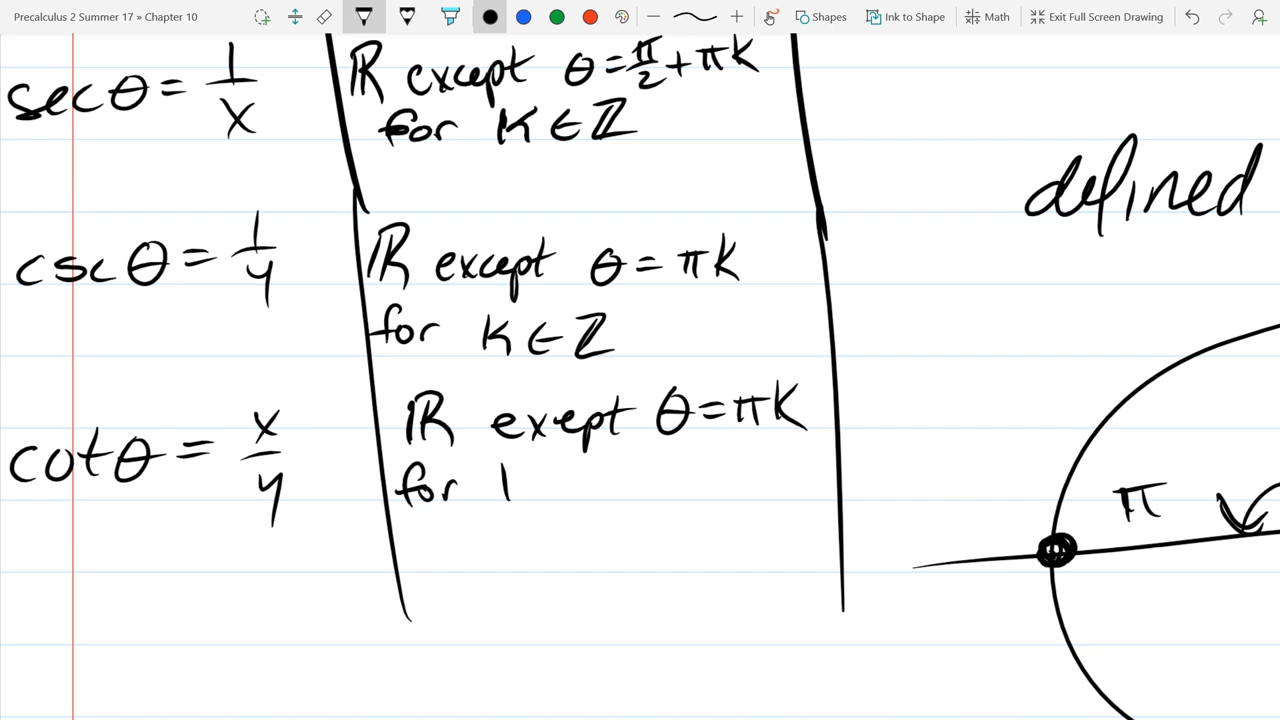 Precalculus 2 Summer 17 » Chapter 10
Shapes
Ink to Shape
Math
Exit Full Screen Drawing
secθ = 1/x
ℝ except θ = π/2 + πk
for k ∈ ℤ
defined
cscθ = 1/y
ℝ except θ = πk
for k ∈ ℤ
cotθ = x/y
ℝ exept θ = πk
for
π